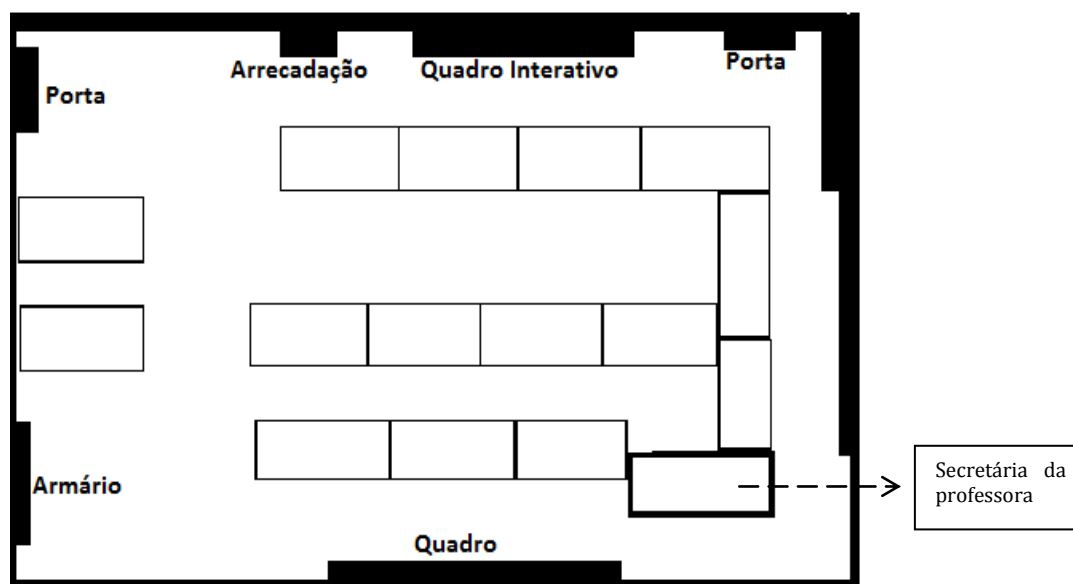 Arrecadação
Quadro Interativo
Porta
Porta
Armário
Quadro
Secretária da
professora